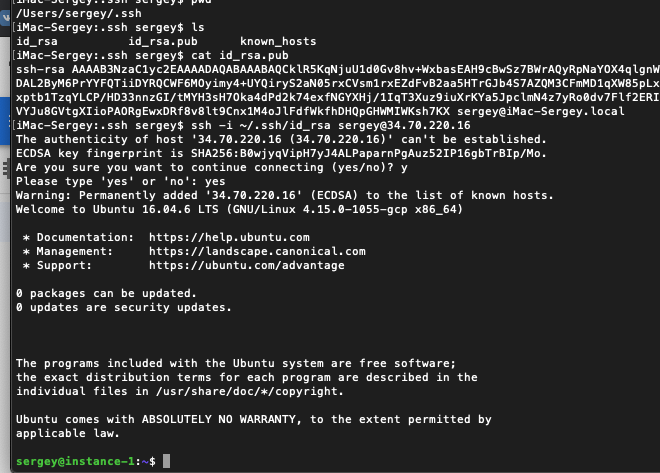 [iMac-Sergey:.ssh sergey$ pwd
/Users/sergey/.ssh
[iMac-Sergey:.ssh sergey$ ls
id_rsa id_rsa.pub known_hosts
[iMac-Sergey:.ssh sergey$ cat id_rsa.pub
ssh-rsa AAAAB3NzaC1yc2EAAAADAQABAAABAQCklR5KqNjuU1d0Gv8hv+WxbasEAH9cBwSz7BWrAQyRpNaYOX4qlgnW
DAL2ByM6PrYYFQTiiDYRQCWF6MOyimy4+UYQiryS2aN05rxCVsm1rxEZdFvB2aa5HTrGJb4S7AZQM3CFmMD1qXW85pLx
xptb1TzqYLCP/HD33nnzGI/tMYH3sH7Oka4dPd2k74exfNGYXHj/1IqT3Xuz9iuXrKYa5JpclmN4z7yRo0dv7Flf2ERI
VYJu8GVtgXIioPAORgEwxDRf8v8lt9Cnx1M4oJlFdfWkfhDHQpGHWMIWKsh7KX sergey@iMac-Sergey.local
[iMac-Sergey:.ssh sergey$ ssh -i ~/.ssh/id_rsa sergey@34.70.220.16
The authenticity of host '34.70.220.16 (34.70.220.16)' can't be established.
ECDSA key fingerprint is SHA256:B0wjyqVipH7yJ4ALPaparnPgAuz52IP16gbTrBIp/Mo.
Are you sure you want to continue connecting (yes/no)? y
Please type 'yes' or 'no': yes
Warning: Permanently added '34.70.220.16' (ECDSA) to the list of known hosts.
Welcome to Ubuntu 16.04.6 LTS (GNU/Linux 4.15.0-1055-gcp x86_64)
* Documentation: https://help.ubuntu.com
* Management: https://landscape.canonical.com
* Support: https://ubuntu.com/advantage
0 packages can be updated.
0 updates are security updates.
The programs included with the Ubuntu system are free software;
the exact distribution terms for each program are described in the
individual files in /usr/share/doc/*/copyright.
Ubuntu comes with ABSOLUTELY NO WARRANTY, to the extent permitted by
applicable law.
sergey@instance-1:~$